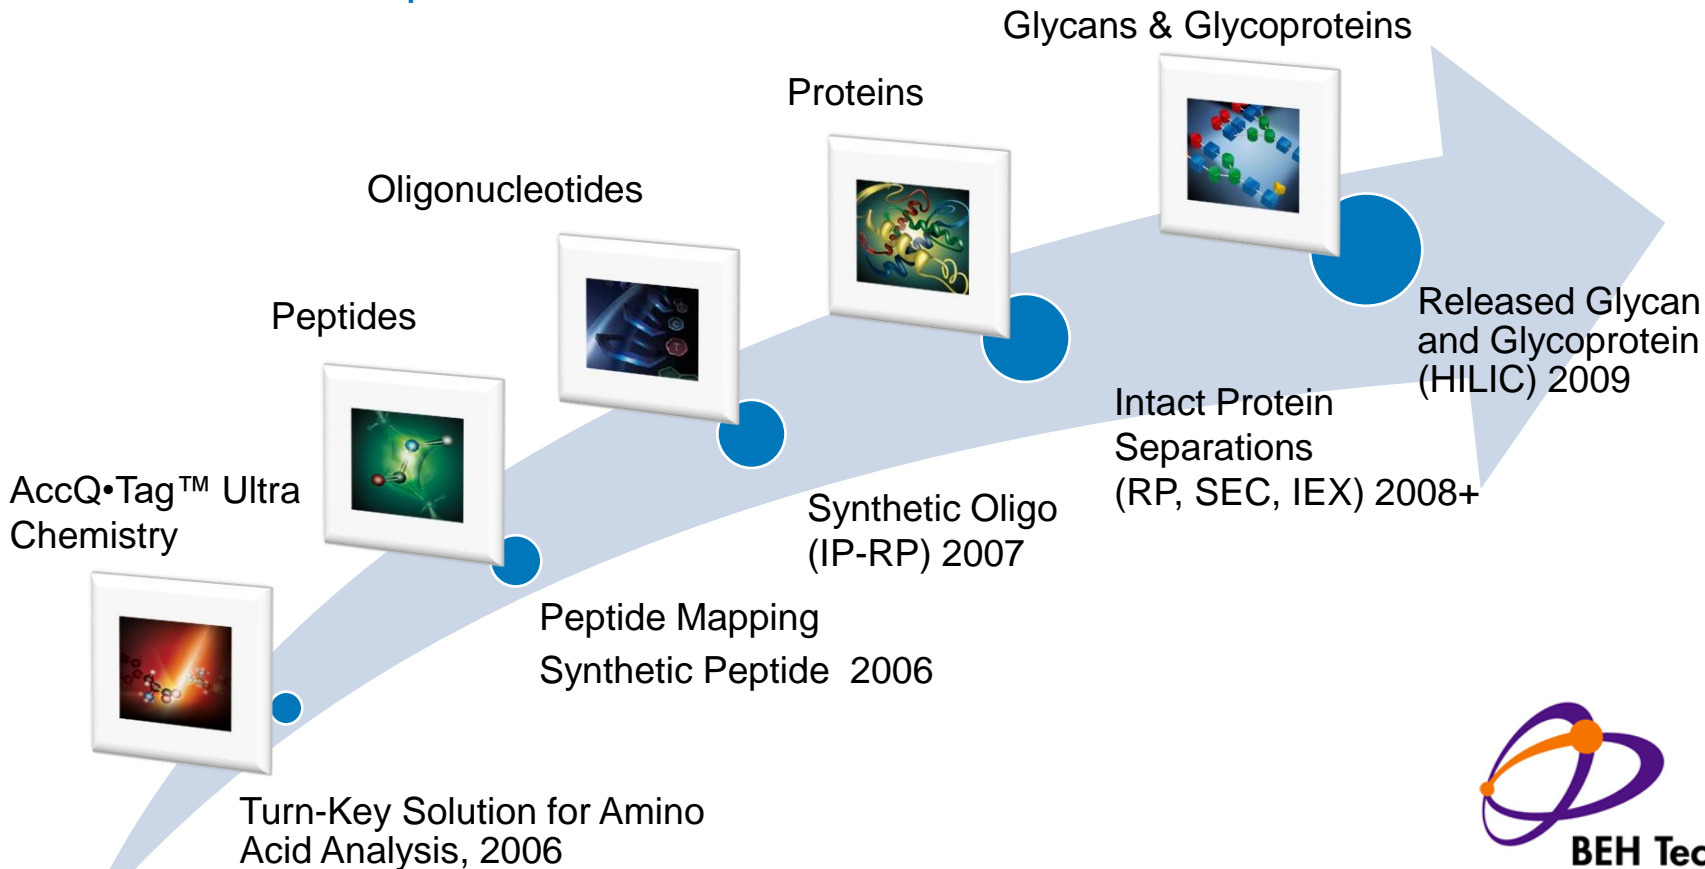 Glycans & Glycoproteins
Proteins
Oligonucleotides
Peptides
AccQ•Tag™ Ultra
Chemistry
Released Glycan
and Glycoprotein
(HILIC) 2009
Intact Protein
Separations
(RP, SEC, IEX) 2008+
Synthetic Oligo
(IP-RP) 2007
Peptide Mapping
Synthetic Peptide 2006
Turn-Key Solution for Amino
Acid Analysis, 2006
BEH Tec